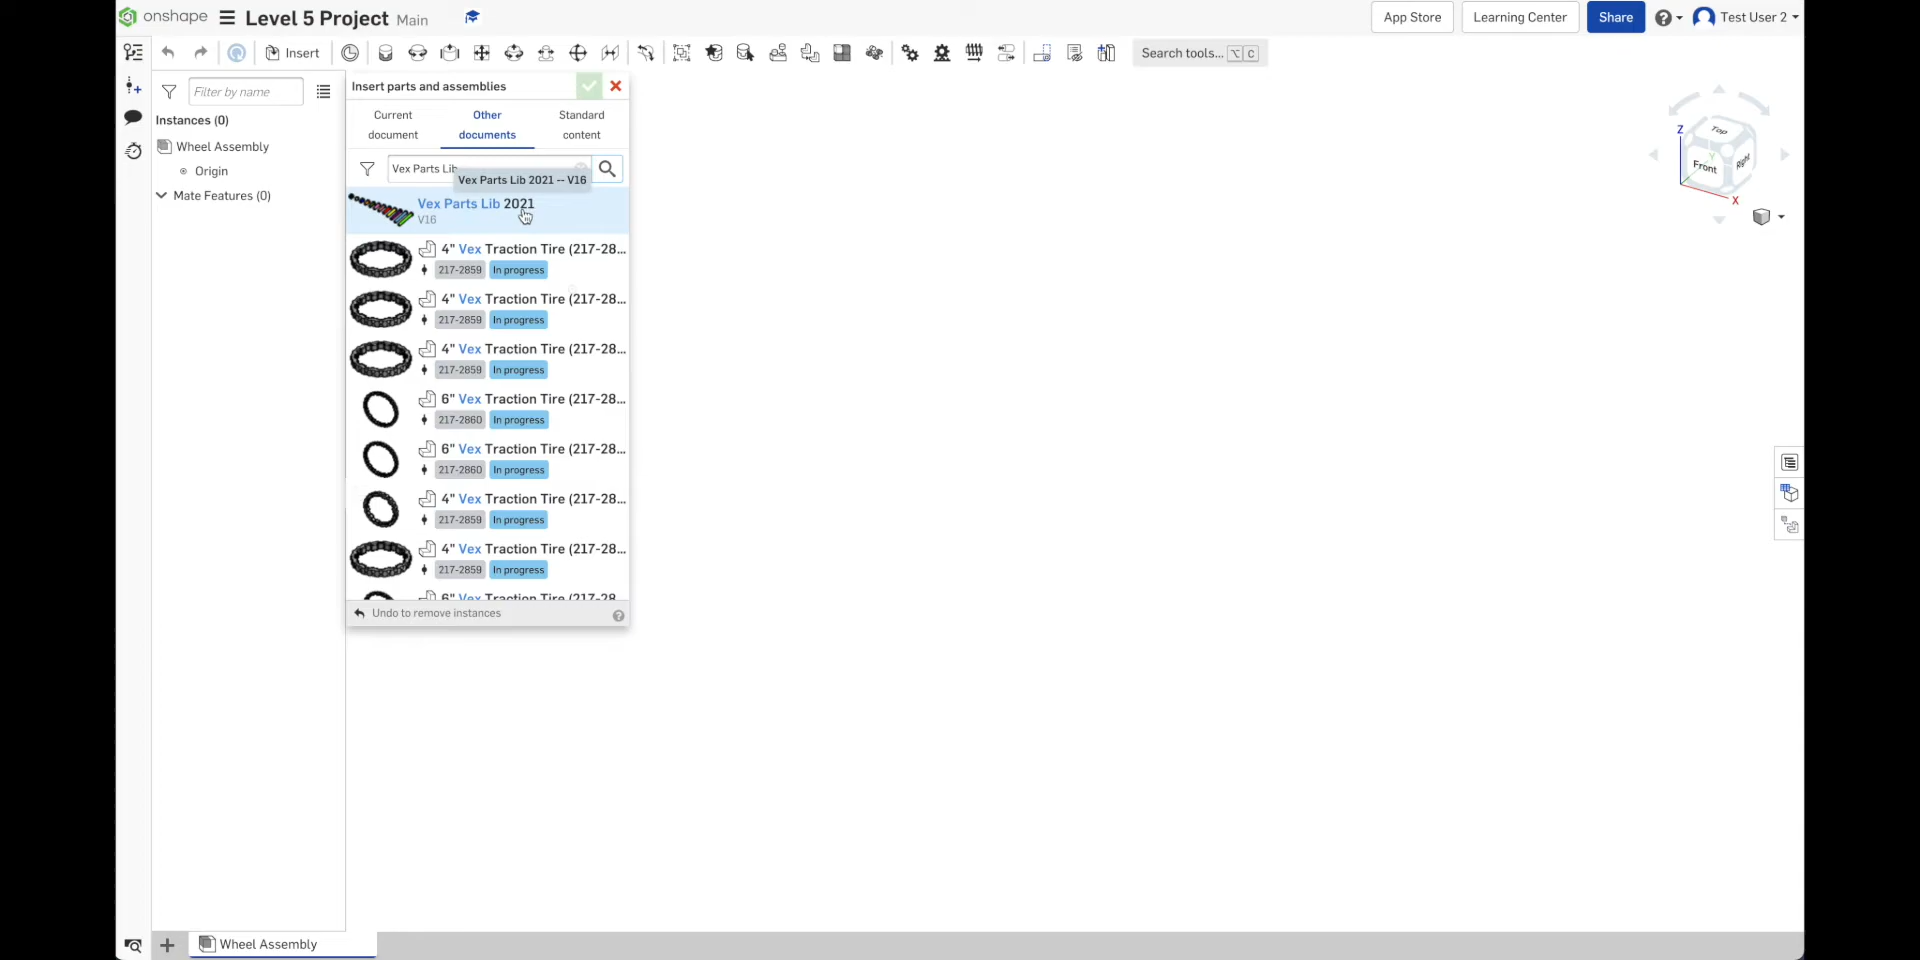 onshape
Level 5 Project Main
App Store
Learning Center
Share
Test User 2
Insert
Search tools... ⌥ C
Filter by name
Instances (0)
Wheel Assembly
Origin
Mate Features (0)
Insert parts and assemblies
Current document
Other documents
Standard content
Vex Parts Lib
Vex Parts Lib 2021 -- V16
Vex Parts Lib 2021
V16
4" Vex Traction Tire (217-28...
217-2859 In progress
4" Vex Traction Tire (217-28...
217-2859 In progress
4" Vex Traction Tire (217-28...
217-2859 In progress
6" Vex Traction Tire (217-28...
217-2860 In progress
6" Vex Traction Tire (217-28...
217-2860 In progress
4" Vex Traction Tire (217-28...
217-2859 In progress
4" Vex Traction Tire (217-28...
217-2859 In progress
6" Vex Traction Tire (217-28
Undo to remove instances
Z
Top
Y
Front
Right
X
Wheel Assembly